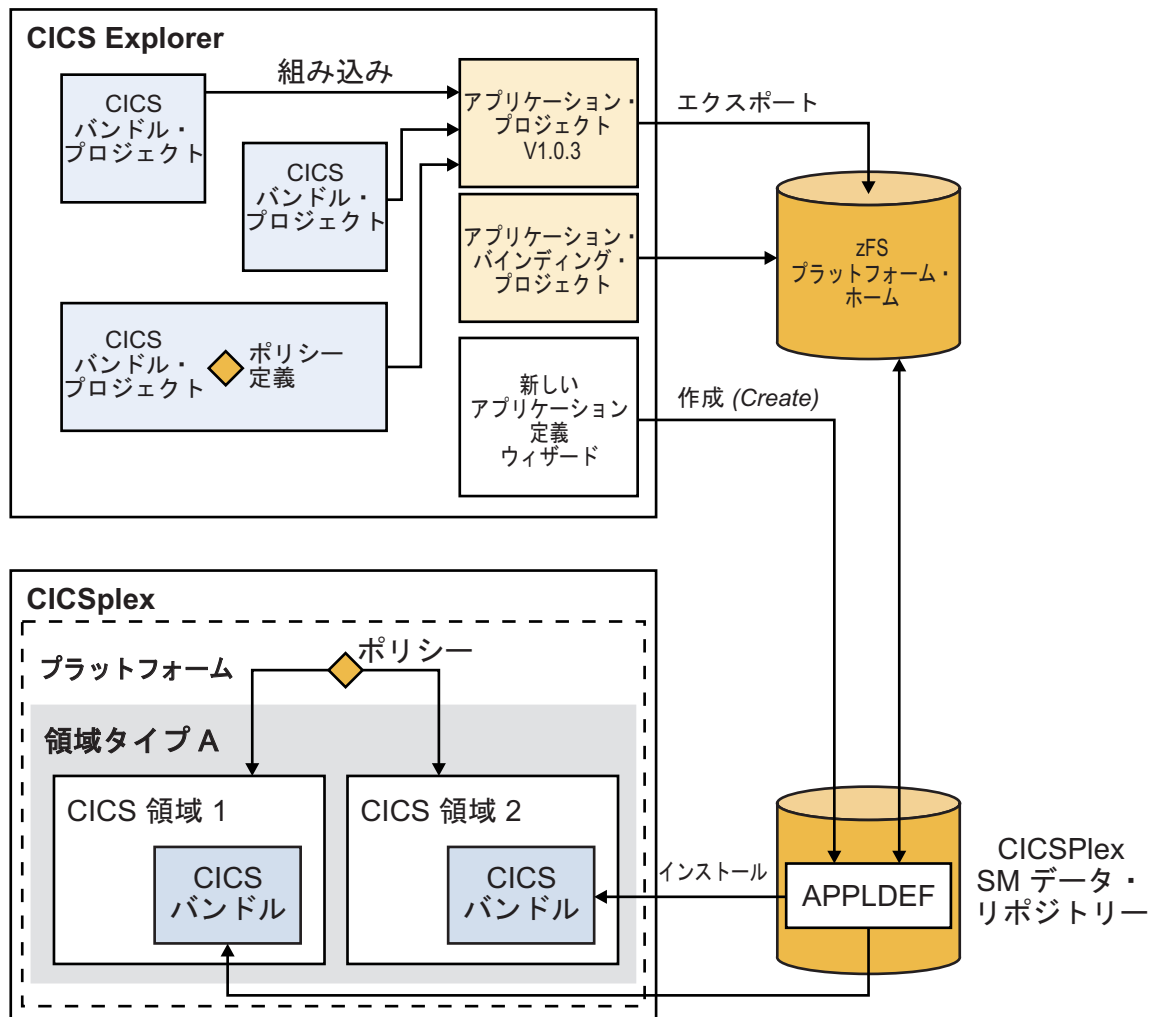 CICS Explorer
組み込み
CICS
バンドル・
プロジェクト
CICS
バンドル・
プロジェクト
CICS
バンドル・
プロジェクト
ポリシー
定義
アプリケーション・
プロジェクト
V1.0.3
アプリケーション・
バインディング・
プロジェクト
新しい
アプリケーション
定義
ウィザード
エクスポート
zFS
プラットフォーム・
ホーム
作成 (Create)
CICSplex
プラットフォーム
ポリシー
領域タイプ A
CICS 領域 1
CICS
バンドル
CICS 領域 2
CICS
バンドル
インストール
APPLDEF
CICSPlex
SM データ・
リポジトリー